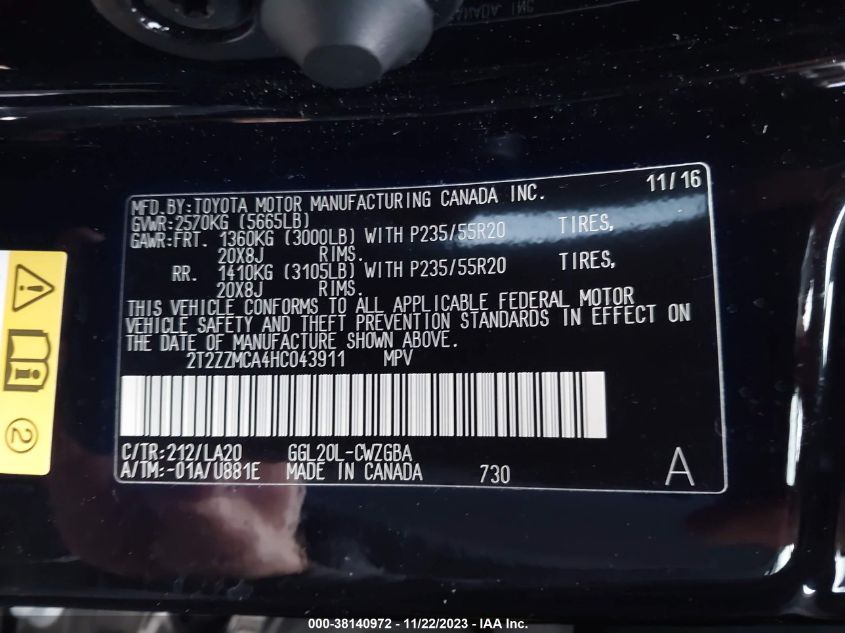 MFD.BY:TOYOTA MOTOR MANUFACTURING CANADA INC. 11/16
GVWR:2570KG (5665LB)
GAWR:FRT. 1360KG (3000LB) WITH P235/55R20 TIRES,
20X8J RIMS.
RR. 1410KG (3105LB) WITH P235/55R20 TIRES,
20X8J RIMS.
THIS VEHICLE CONFORMS TO ALL APPLICABLE FEDERAL MOTOR
VEHICLE SAFETY AND THEFT PREVENTION STANDARDS IN EFFECT ON
THE DATE OF MANUFACTURE SHOWN ABOVE.
2T2ZZMCA4HC043911 MPV
C/TR:212/LA20 GGL20L-CWZGBA
A/TM:-01A/U881E MADE IN CANADA 730 A
2
000-38140972 - 11/22/2023 - IAA Inc.